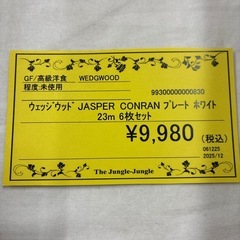 GF/高級洋食 WEDGWOOD
程度:未使用
99300000000830
ウェッジウッド JASPER CONRAN プレート ホワイト
23m 6枚セット
¥9,980 (税込)
061225
2025/12
The Jungle-Jungle